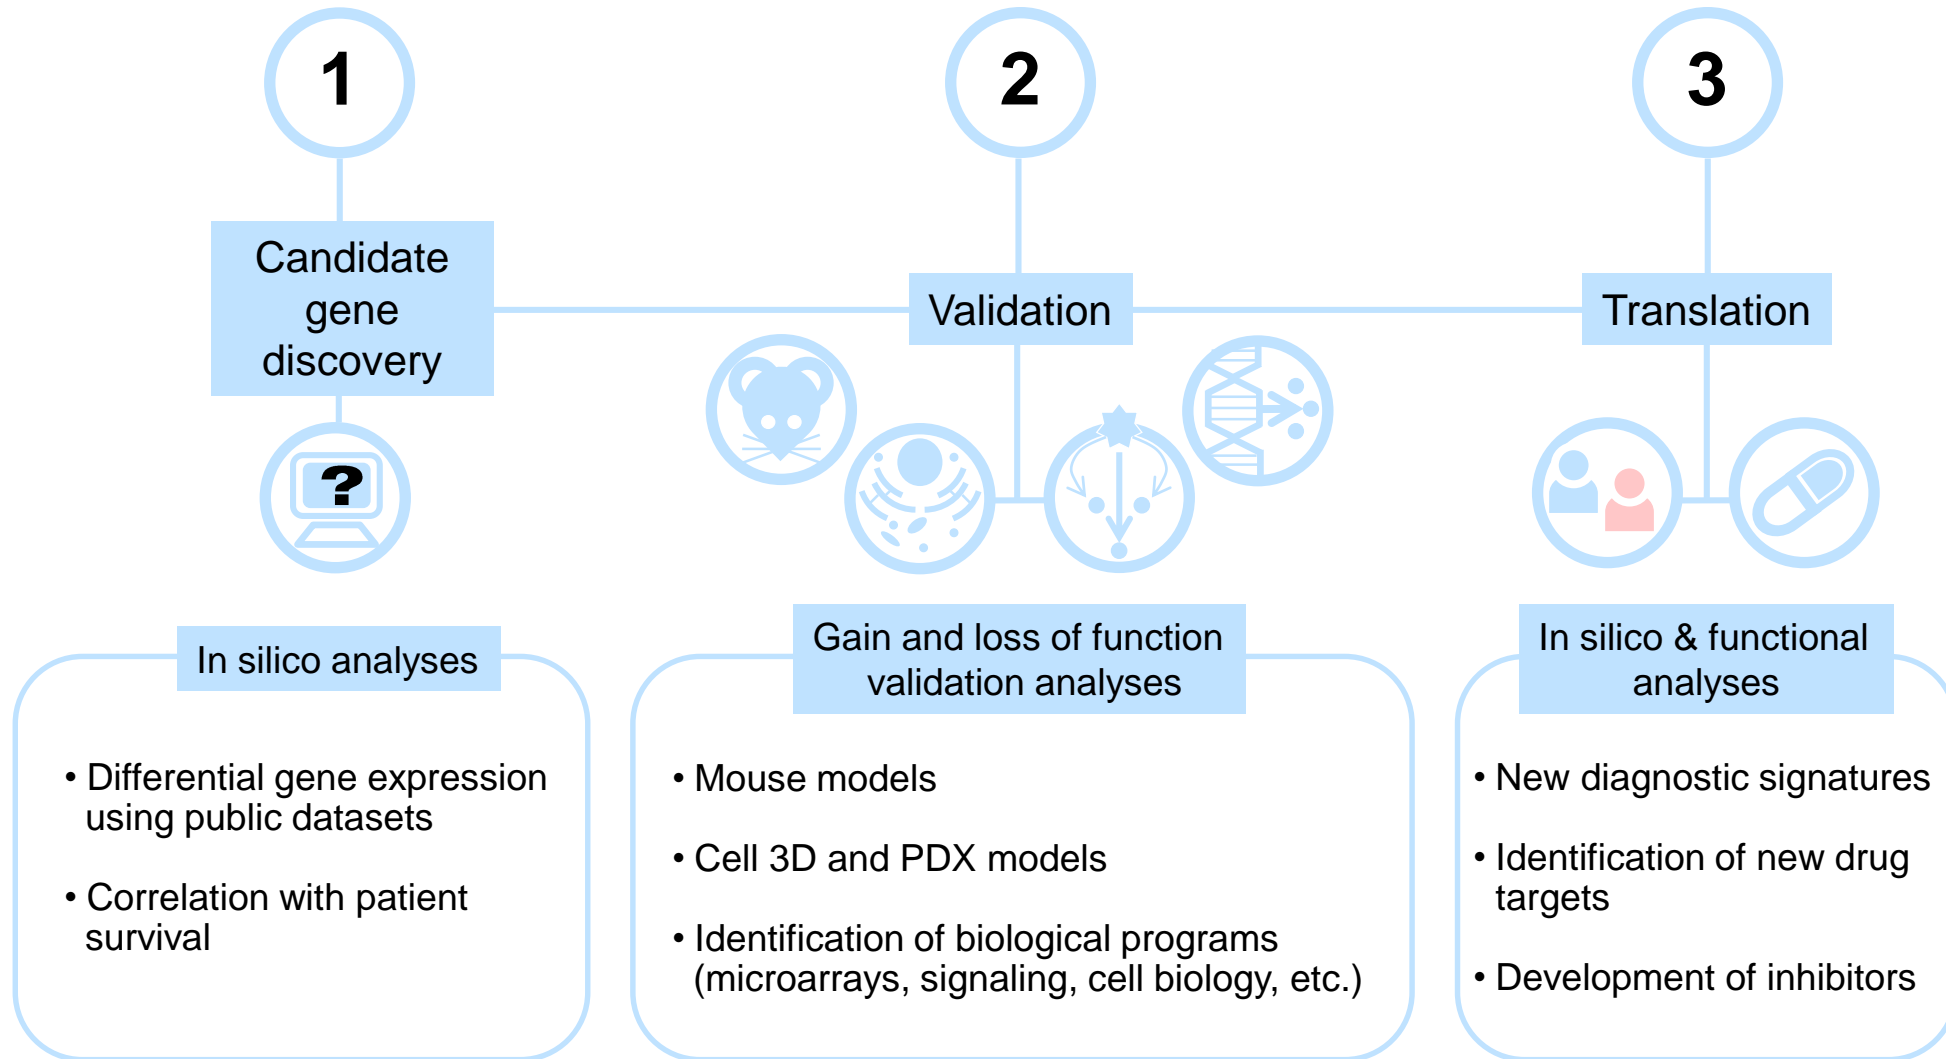 1
2
3
Candidate
gene
discovery
Validation
Translation
?
In silico analyses
• Differential gene expression
using public datasets
• Correlation with patient
survival
Gain and loss of function
validation analyses
• Mouse models
• Cell 3D and PDX models
• Identification of biological programs
(microarrays, signaling, cell biology, etc.)
In silico & functional
analyses
• New diagnostic signatures
• Identification of new drug
targets
• Development of inhibitors